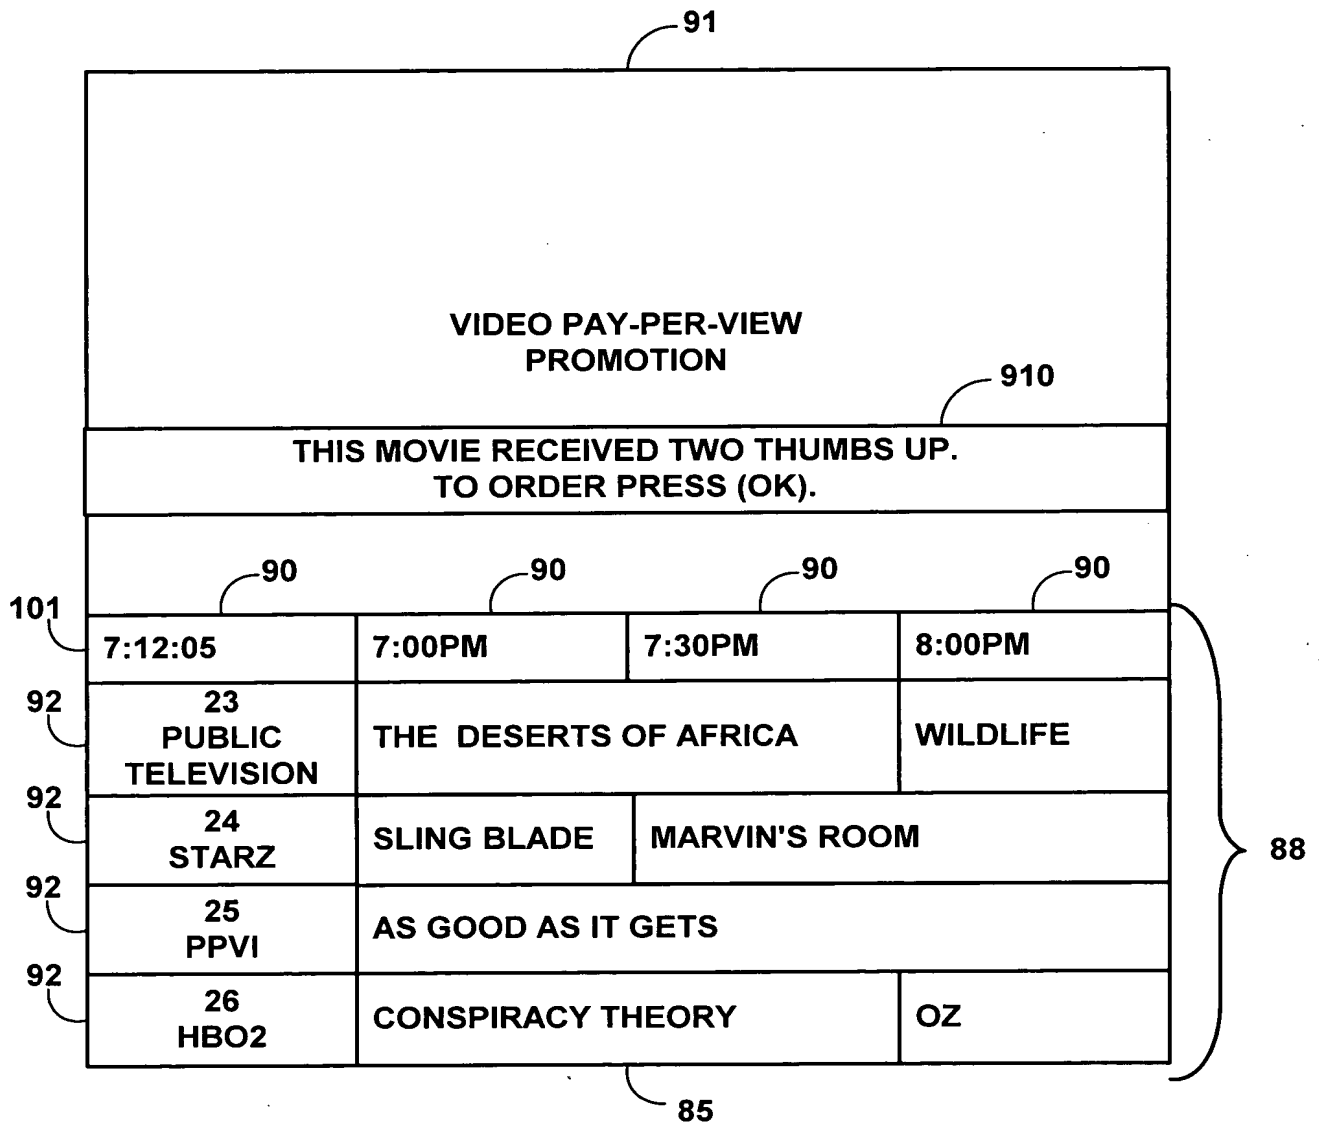 91
VIDEO PAY-PER-VIEW
PROMOTION
910
THIS MOVIE RECEIVED TWO THUMBS UP.
TO ORDER PRESS (OK).
90 90 90 90
101
7:12:05 7:00PM 7:30PM 8:00PM
92
23
PUBLIC
TELEVISION
THE DESERTS OF AFRICA
WILDLIFE
92
24
STARZ
SLING BLADE
MARVIN'S ROOM
88
92
25
PPVI
AS GOOD AS IT GETS
92
26
HBO2
CONSPIRACY THEORY
OZ
85